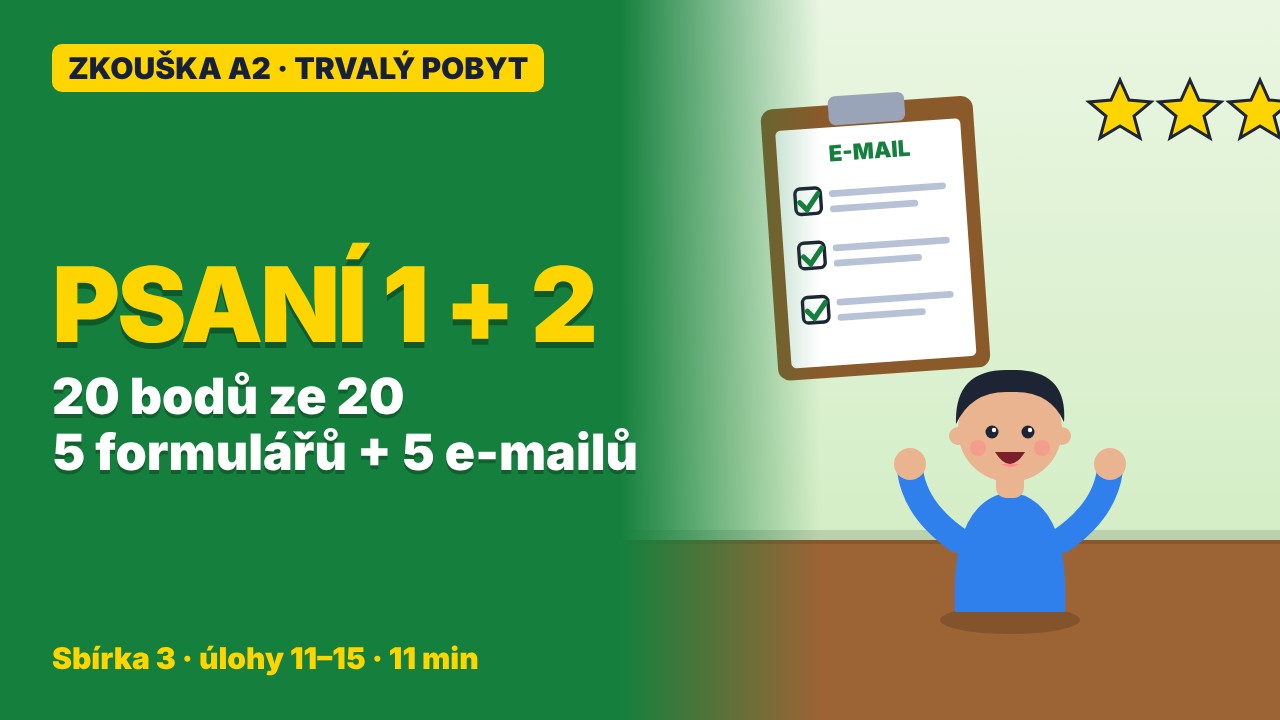 ZKOUŠKA A2 · TRVALÝ POBYT
PSANÍ 1 + 2
20 bodů ze 20
5 formulářů + 5 e-mailů
Sbírka 3 · úlohy 11–15 · 11 min
E-MAIL